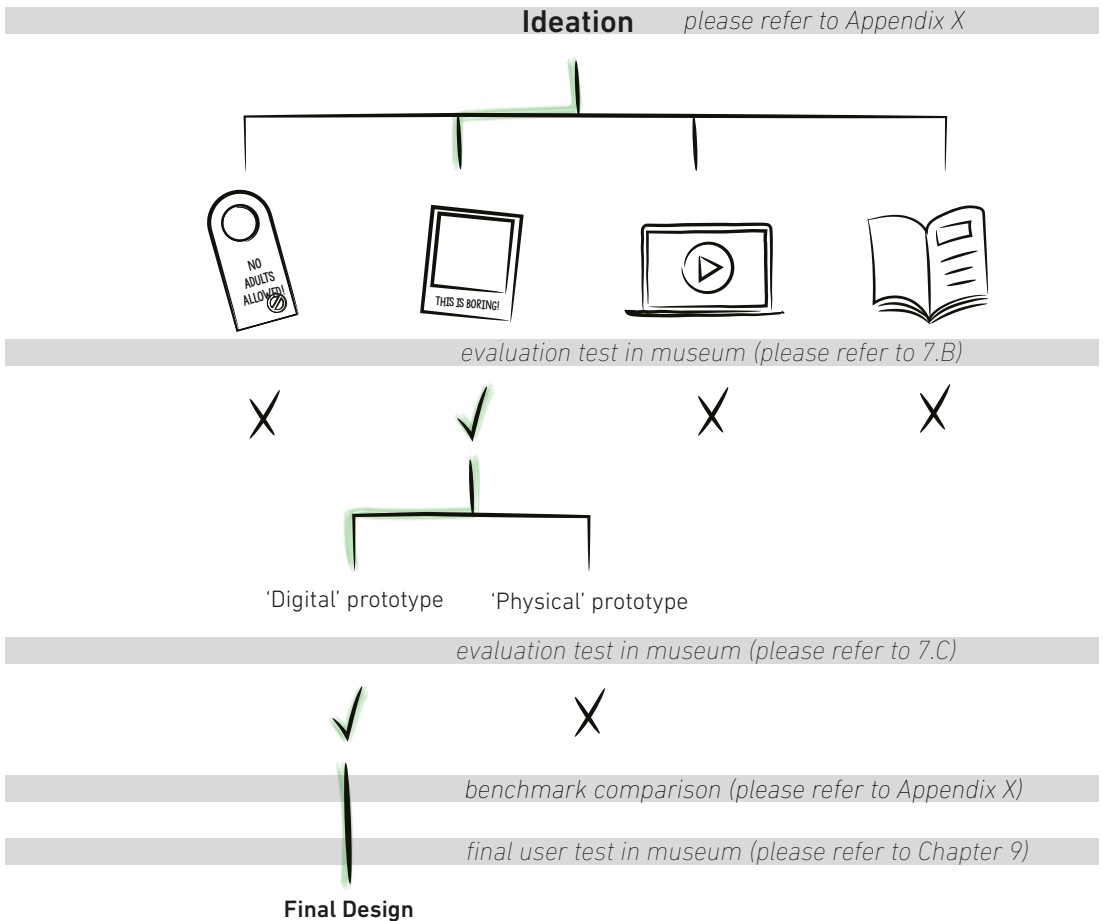 Ideation please refer to Appendix X
NO
ADULTS
ALLOWED!
THIS IS BORING!
evaluation test in museum (please refer to 7.B)
‘Digital’ prototype ‘Physical’ prototype
evaluation test in museum (please refer to 7.C)
benchmark comparison (please refer to Appendix X)
final user test in museum (please refer to Chapter 9)
Final Design